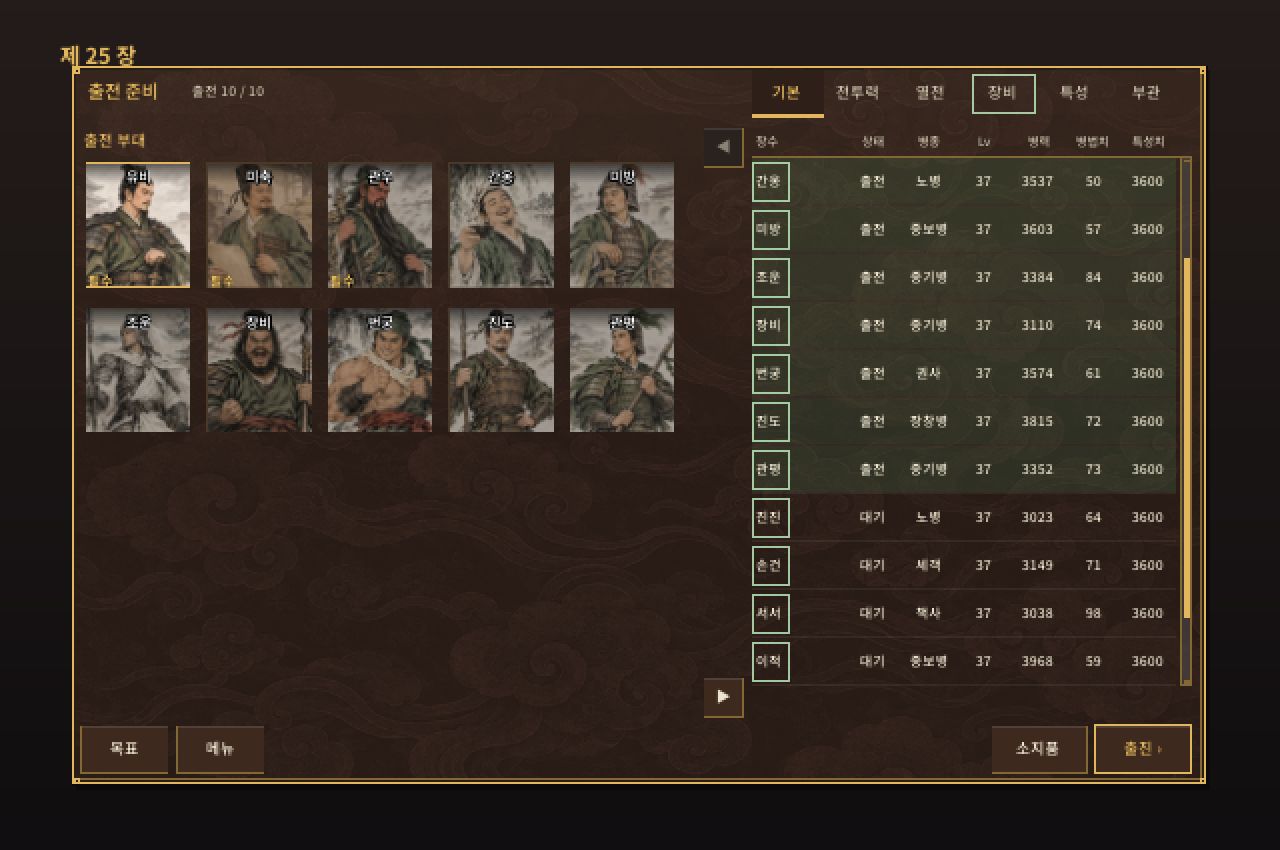 제 25 장
출전 준비 출전 10 / 10
기본 전투력 열전 장비 특성 부관
출전 부대
◀
장수 상태 병종 Lv 병력 병법치 특성치
유비 미축 관우 간옹 미방
필수 필수 필수
조운 장비 번궁 진도 관평
간옹 출전 노병 37 3537 50 3600
미방 출전 중보병 37 3603 57 3600
조운 출전 중기병 37 3384 84 3600
장비 출전 중기병 37 3110 74 3600
번궁 출전 권사 37 3574 61 3600
진도 출전 장창병 37 3815 72 3600
관평 출전 중기병 37 3352 73 3600
진진 대기 노병 37 3023 64 3600
손건 대기 세객 37 3149 71 3600
서서 대기 책사 37 3038 98 3600
이적 대기 중보병 37 3968 59 3600
▶
목표 메뉴 소지품 출진 ›